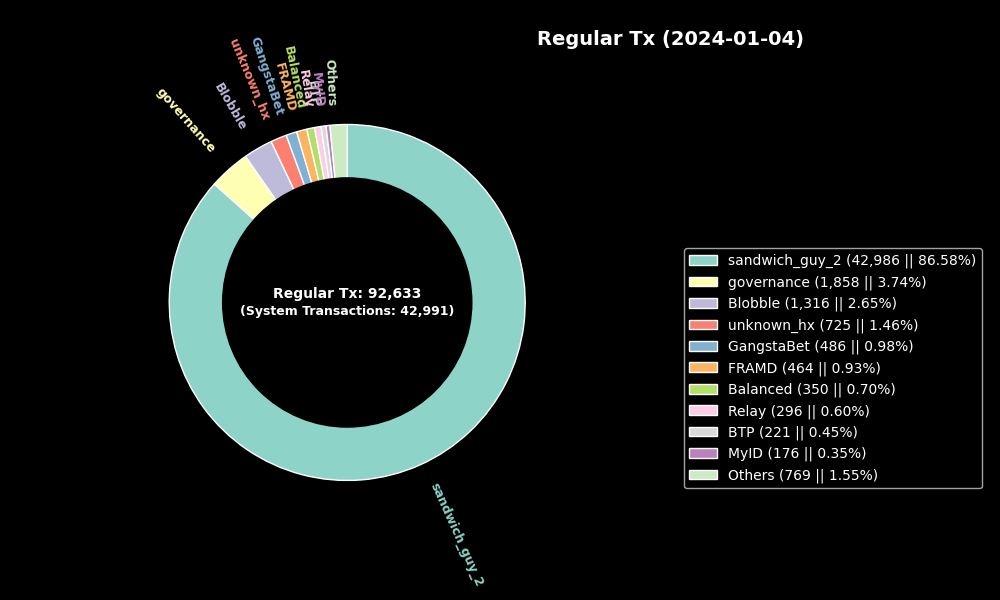 Regular Tx (2024-01-04)
governance
Blobble
unknown_hx
GangstaBet
FRAMD
Balanced
Relay
BTP
MyID
Others
Regular Tx: 92,633
(System Transactions: 42,991)
sandwich_guy_2
sandwich_guy_2 (42,986 || 86.58%)
governance (1,858 || 3.74%)
Blobble (1,316 || 2.65%)
unknown_hx (725 || 1.46%)
GangstaBet (486 || 0.98%)
FRAMD (464 || 0.93%)
Balanced (350 || 0.70%)
Relay (296 || 0.60%)
BTP (221 || 0.45%)
MyID (176 || 0.35%)
Others (769 || 1.55%)